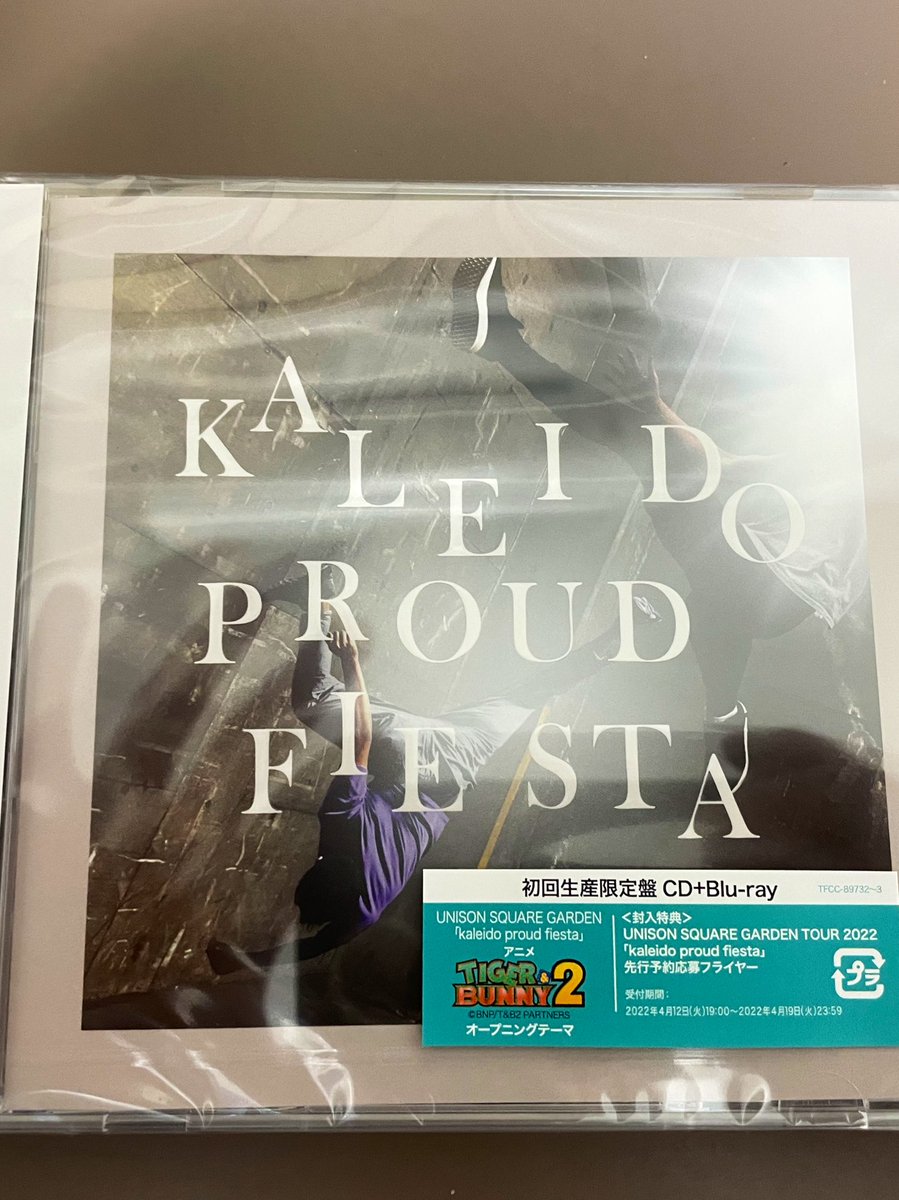 KALEIDO
PROUD
FIESTA
初回生産限定盤 CD+Blu-ray
TFCC-89732〜3
UNISON SQUARE GARDEN
「kaleido proud fiesta」
アニメ
TIGER &
BUNNY 2
©BNP/T&B2 PARTNERS
オープニングテーマ
<封入特典>
UNISON SQUARE GARDEN TOUR 2022
「kaleido proud fiesta」
先行予約応募フライヤー
受付期間:
2022年4月12日(火)19:00〜2022年4月19日(火)23:59
プラ